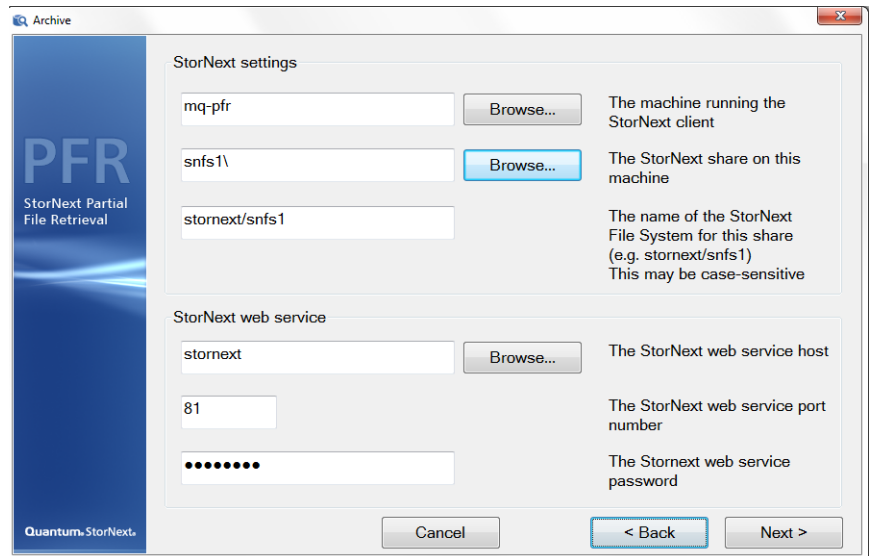 Archive
PFR
StorNext Partial
File Retrieval
Quantum. StorNext.
StorNext settings
mq-pfr
Browse...
The machine running the
StorNext client
snfs1\
Browse...
The StorNext share on this
machine
stornext/snfs1
The name of the StorNext
File System for this share
(e.g. stornext/snfs1)
This may be case-sensitive
StorNext web service
stornext
Browse...
The StorNext web service host
81
The StorNext web service port
number
●●●●●●●●
The Stornext web service
password
Cancel
< Back
Next >